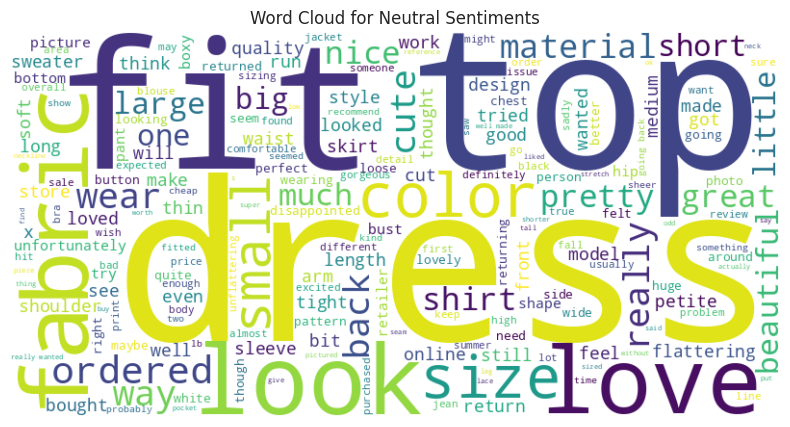 Word Cloud for Neutral Sentiments
fit
top
dress
look
love
fabric
color
size
small
wear
ordered
way
really
beautiful
great
pretty
little
short
material
shirt
back
much
big
nice
cute
large
one
sweater
picture
think
boxy
quality
run
returned
sizing
someone
jacket
work
might
order
issue
neck
area
may
bottom
blouse
overall
show
looking
seem
found
recommend
style
looked
design
chest
tried
good
saw
sadly
want
made
going
better
medium
got
sure
soft
long
pant
will
expected
comfortable
seemed
waist
skirt
thought
wanted
liked
well made
stretch
go
going back
sheer
perfect
loose
detail
gorgeous
wearing
cut
definitely
black
person
hip
photo
store
sale
button
cheap
make
loved
thin
disappointed
different
bust
length
lovely
kind
first
true
tall
shorter
felt
review
odd
say
x
wish
worth
super
find
unfortunately
fitted
hit
bad
price
try
quite
unflattering
arm
excited
front
returning
fall
usually
model
something
around
actually
thing
buy
enough
see
even
body
tight
retailer
shape
side
wide
petite
huge
problem
shoulder
print
right
two
almost
pattern
keep
high
need
said
without
really wanted
maybe
well
lb
sleeve
bit
seam
online
summer
still
lot
feel
flattering
though
pictured
purchased
lace
time
sized
put
bought
probably
white
pocket
give
jean
return
line